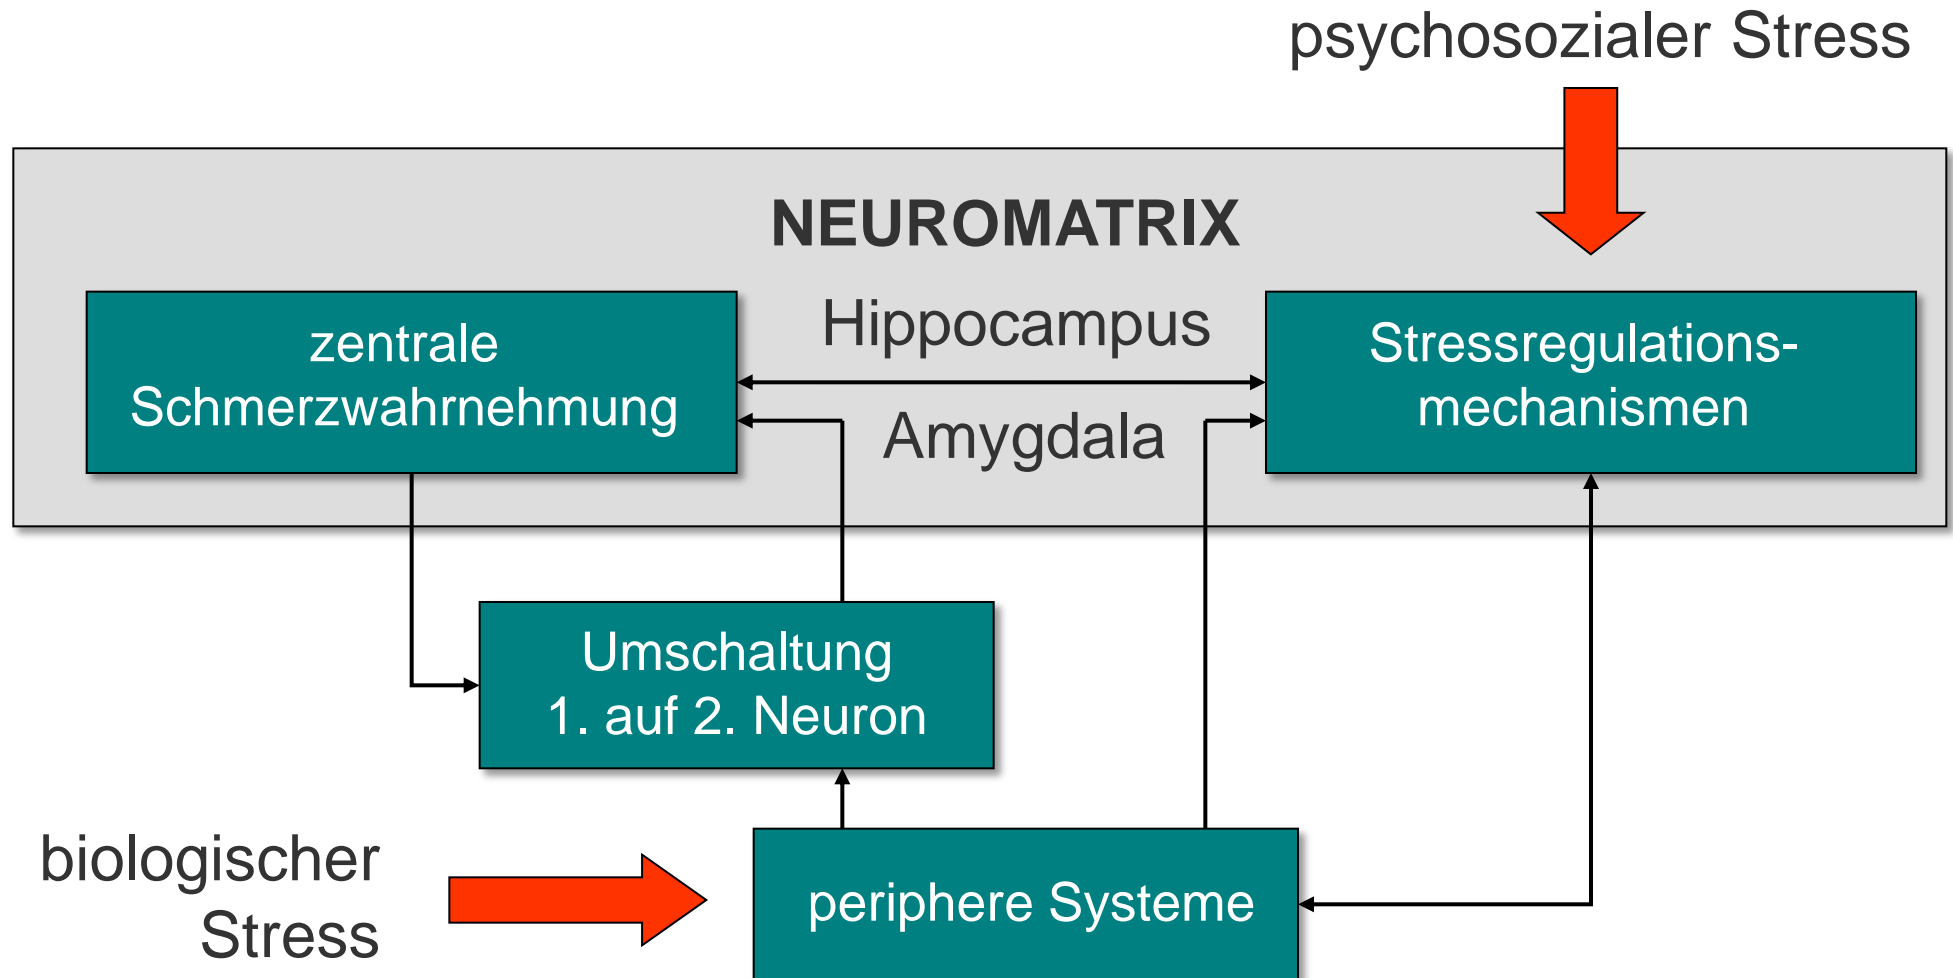 psychosozialer Stress
NEUROMATRIX
zentrale
Schmerzwahrnehmung
Hippocampus
Amygdala
Stressregulations-
mechanismen
Umschaltung
1. auf 2. Neuron
biologischer
Stress
periphere Systeme